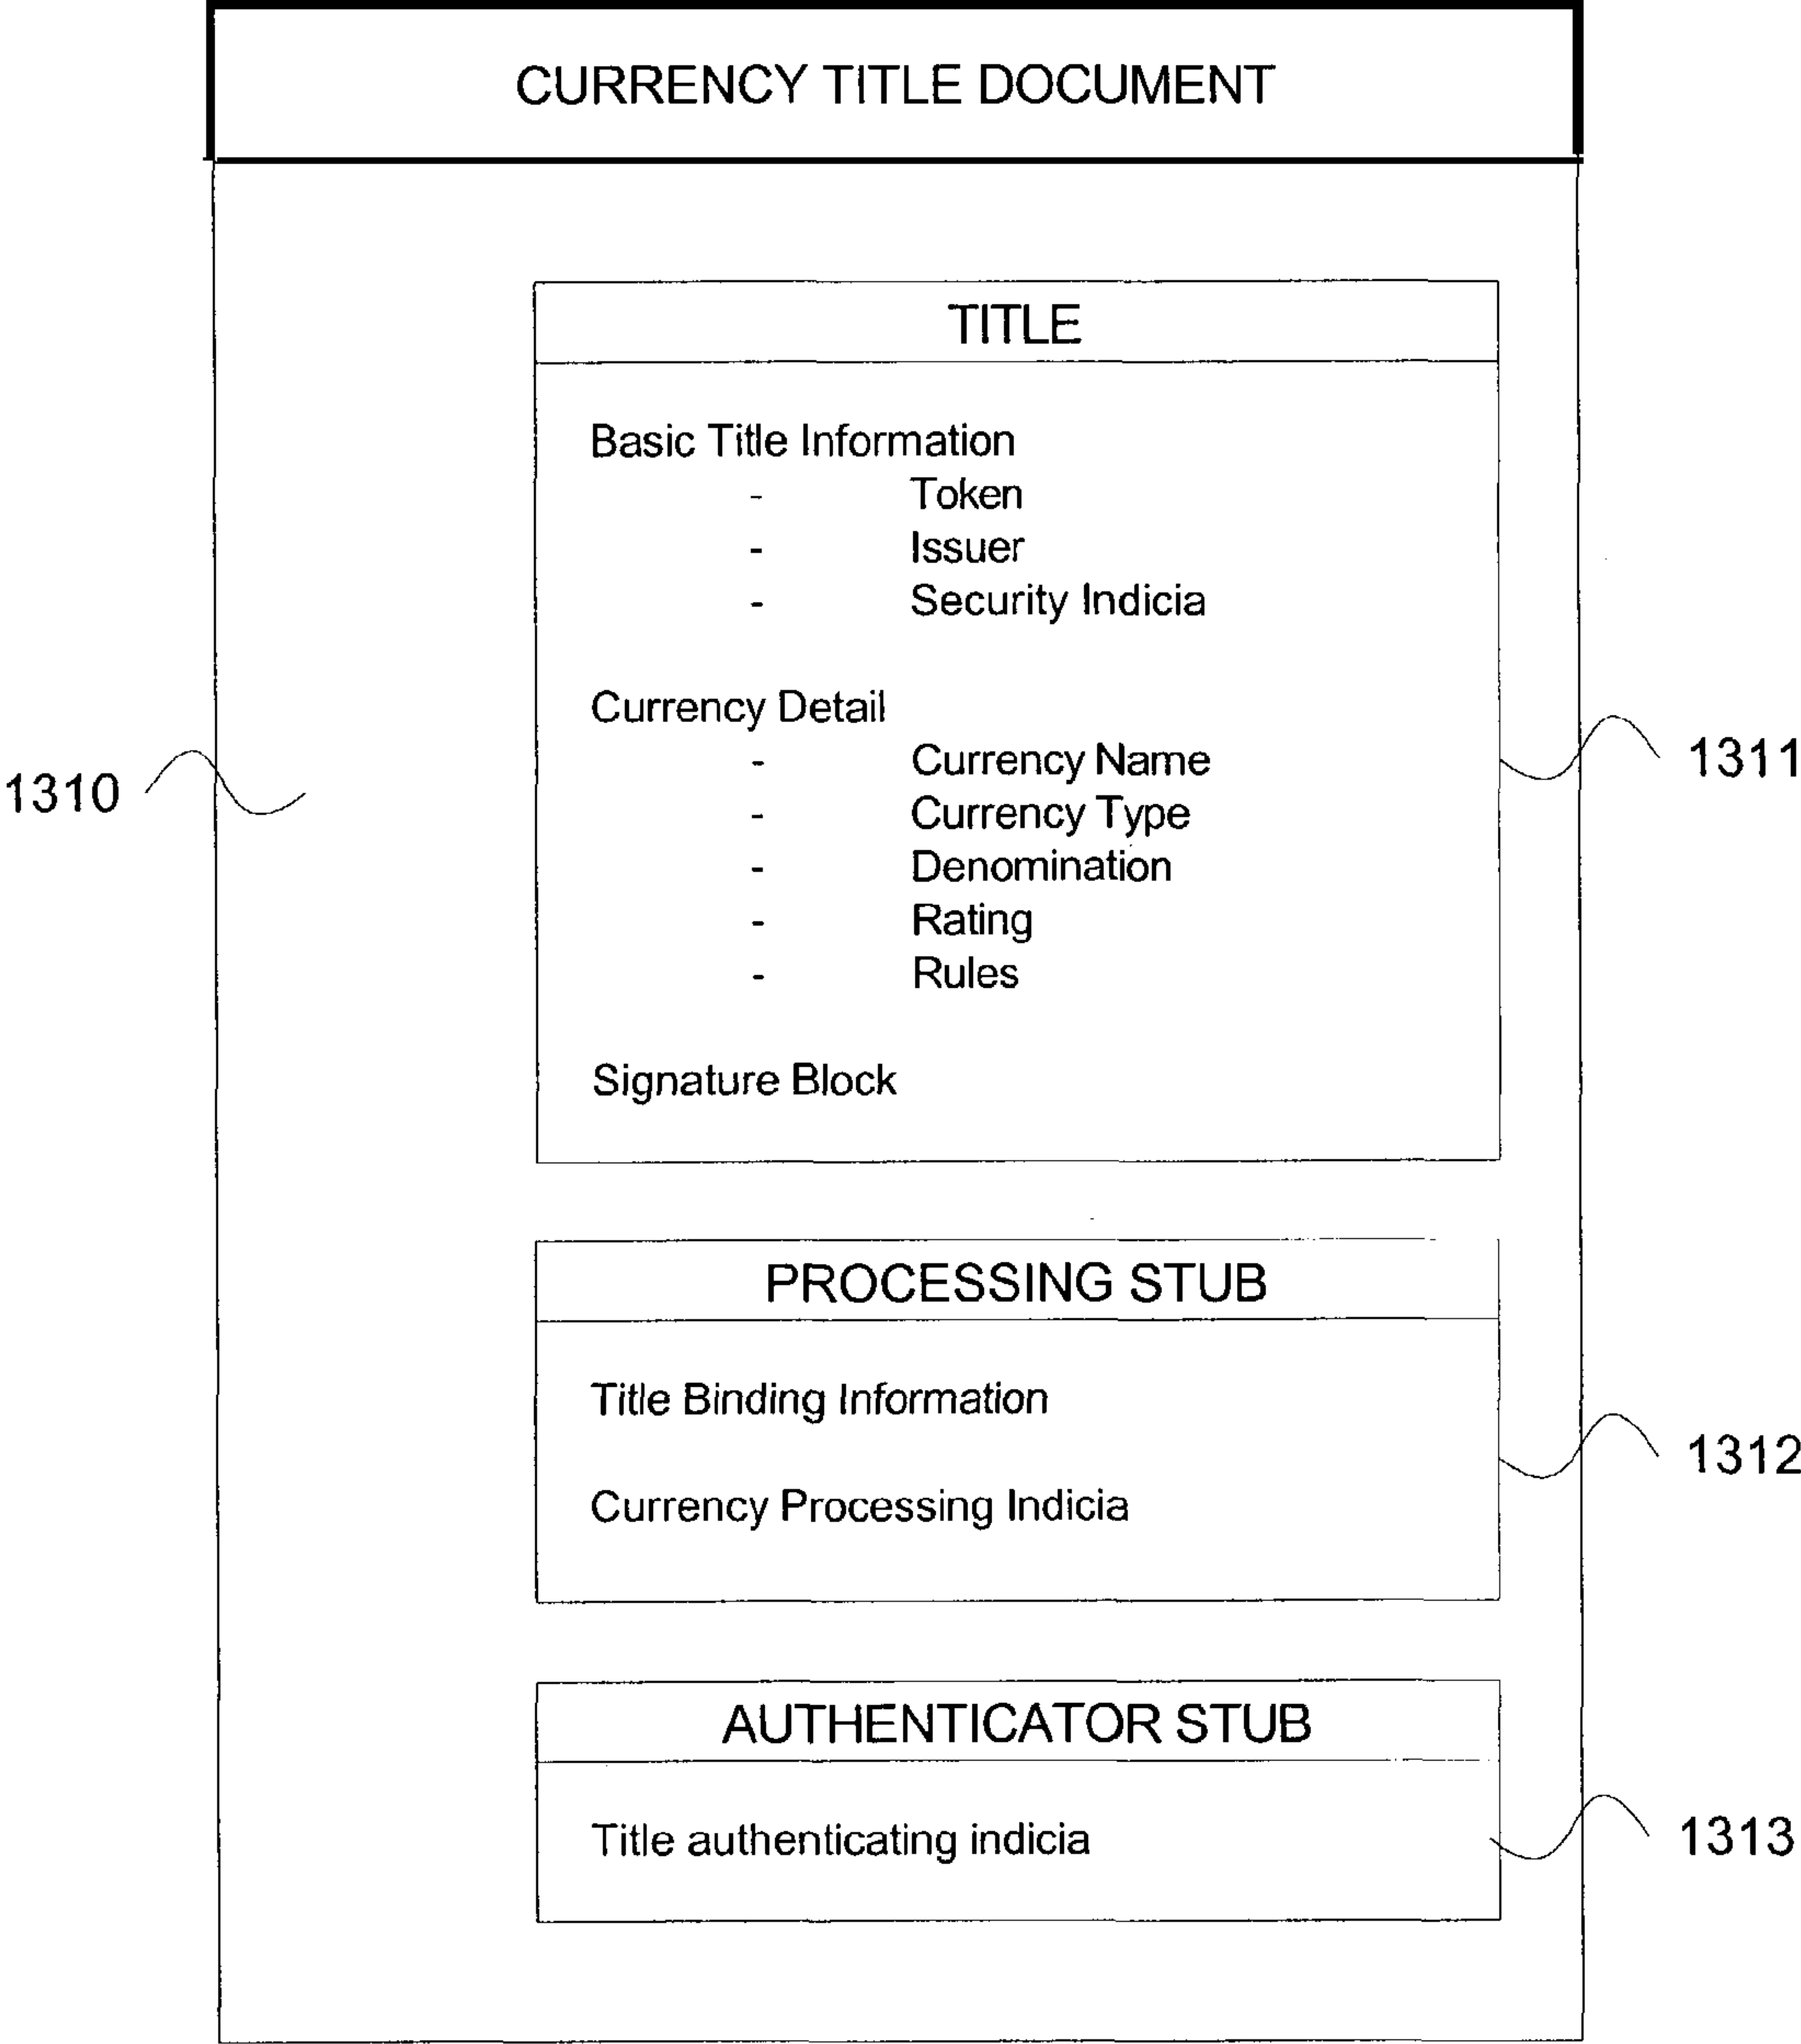 CURRENCY TITLE DOCUMENT
TITLE
Basic Title Information
- Token
- Issuer
- Security Indicia
Currency Detail
- Currency Name
- Currency Type
- Denomination
- Rating
- Rules
Signature Block
1310
1311
PROCESSING STUB
Title Binding Information
Currency Processing Indicia
1312
AUTHENTICATOR STUB
Title authenticating indicia
1313